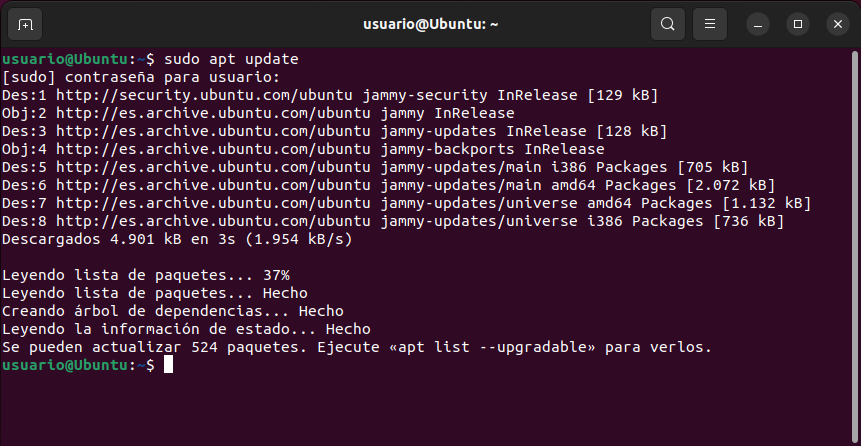 usuario@Ubuntu: ~
usuario@Ubuntu:~$ sudo apt update
[sudo] contraseña para usuario:
Des:1 http://security.ubuntu.com/ubuntu jammy-security InRelease [129 kB]
Obj:2 http://es.archive.ubuntu.com/ubuntu jammy InRelease
Des:3 http://es.archive.ubuntu.com/ubuntu jammy-updates InRelease [128 kB]
Obj:4 http://es.archive.ubuntu.com/ubuntu jammy-backports InRelease
Des:5 http://es.archive.ubuntu.com/ubuntu jammy-updates/main i386 Packages [705 kB]
Des:6 http://es.archive.ubuntu.com/ubuntu jammy-updates/main amd64 Packages [2.072 kB]
Des:7 http://es.archive.ubuntu.com/ubuntu jammy-updates/universe amd64 Packages [1.132 kB]
Des:8 http://es.archive.ubuntu.com/ubuntu jammy-updates/universe i386 Packages [736 kB]
Descargados 4.901 kB en 3s (1.954 kB/s)
Leyendo lista de paquetes... 37%
Leyendo lista de paquetes... Hecho
Creando árbol de dependencias... Hecho
Leyendo la información de estado... Hecho
Se pueden actualizar 524 paquetes. Ejecute «apt list --upgradable» para verlos.
usuario@Ubuntu:~$